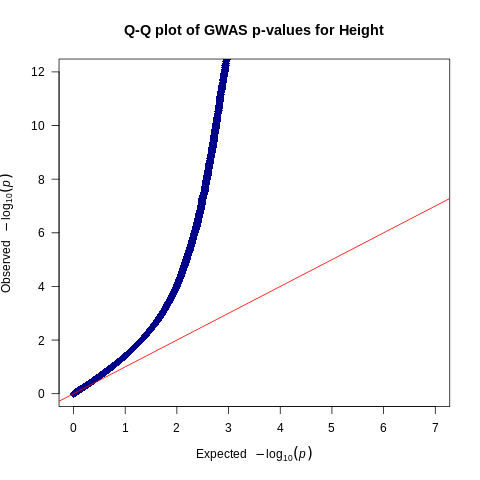 Q-Q plot of GWAS p-values for Height
Observed −log10(p)
12
10
8
6
4
2
0
0 1 2 3 4 5 6 7
Expected −log10(p)